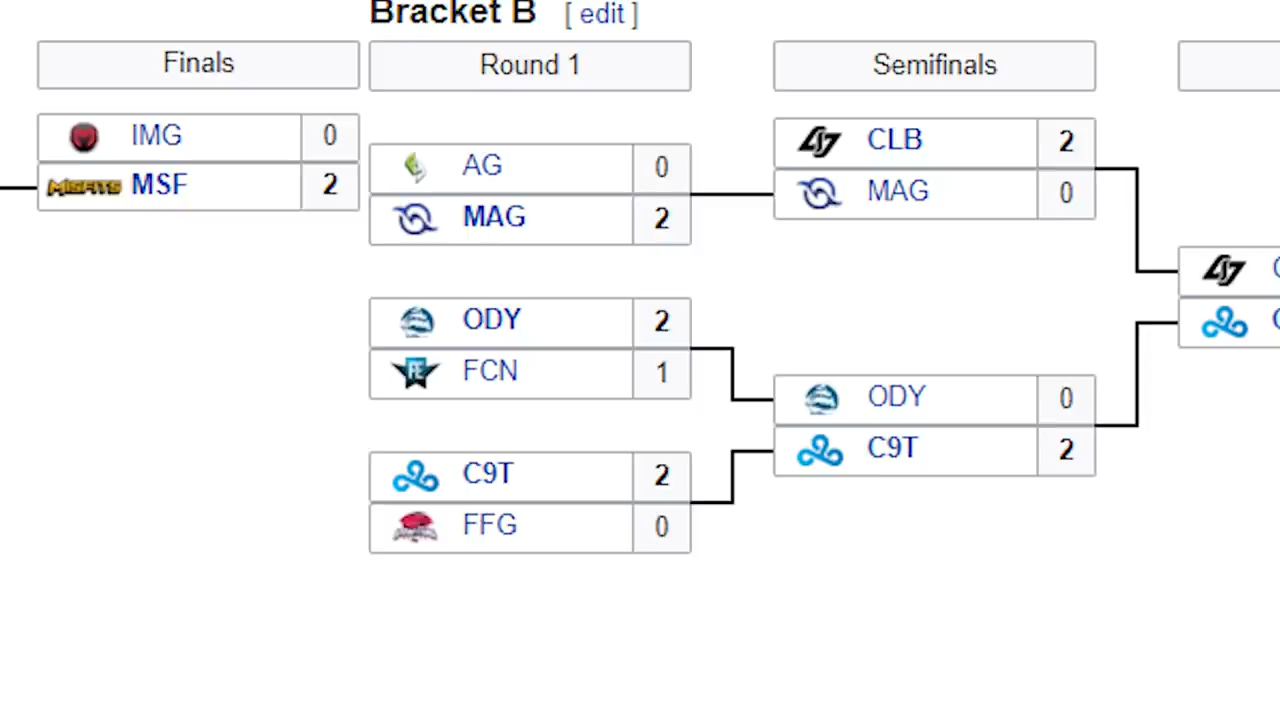 Bracket B [ edit ]
Finals
IMG 0
MISFITS MSF 2
Round 1
AG 0
MAG 2
ODY 2
FCN 1
C9T 2
FFG 0
Semifinals
CLB 2
MAG 0
ODY 0
C9T 2